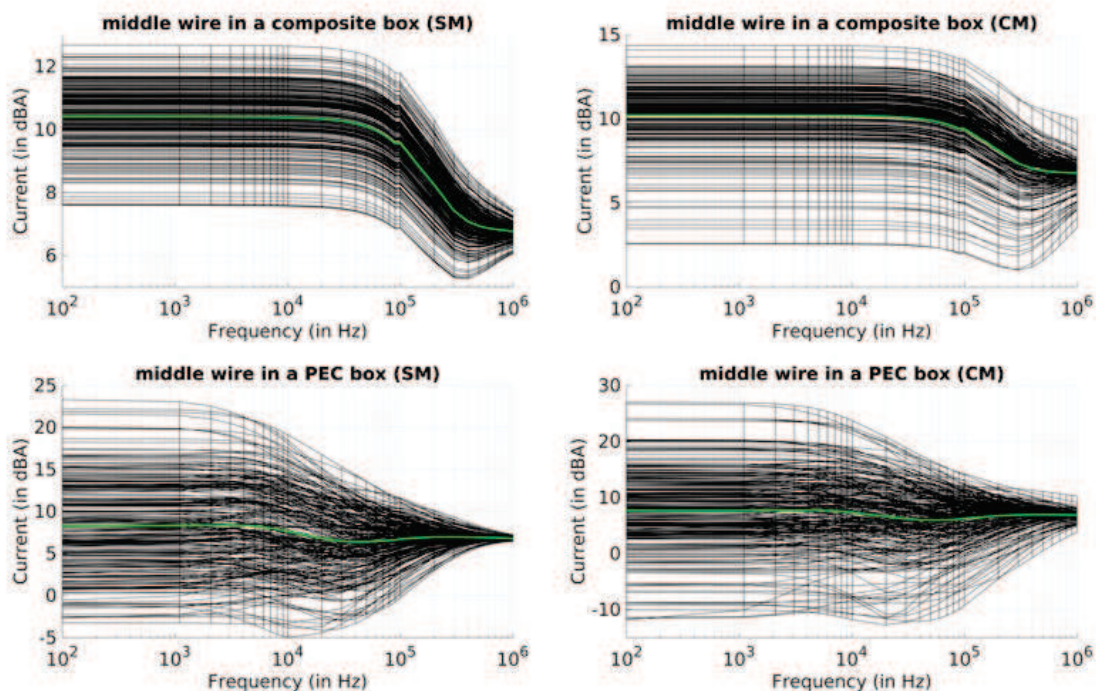 middle wire in a composite box (SM)
Current (in dBA)
12
10
8
6
10^2 10^3 10^4 10^5 10^6
Frequency (in Hz)
middle wire in a composite box (CM)
Current (in dBA)
15
10
5
0
10^2 10^3 10^4 10^5 10^6
Frequency (in Hz)
middle wire in a PEC box (SM)
Current (in dBA)
25
20
15
10
5
0
-5
10^2 10^3 10^4 10^5 10^6
Frequency (in Hz)
middle wire in a PEC box (CM)
Current (in dBA)
30
20
10
0
-10
10^2 10^3 10^4 10^5 10^6
Frequency (in Hz)